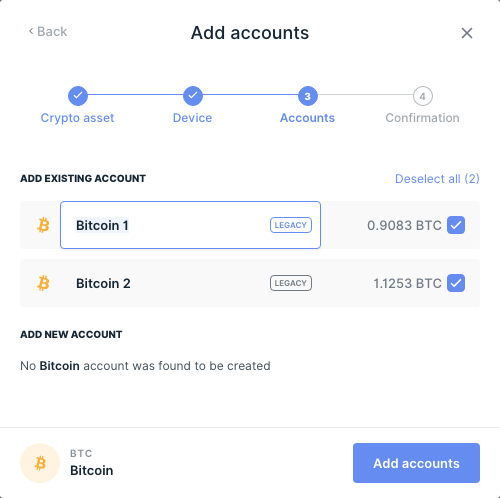 Back
Add accounts
3
4
Crypto asset
Device
Accounts
Confirmation
ADD EXISTING ACCOUNT
Deselect all (2)
Bitcoin 1 LEGACY 0.9083 BTC
Bitcoin 2 LEGACY 1.1253 BTC
ADD NEW ACCOUNT
No Bitcoin account was found to be created
BTC
Bitcoin
Add accounts